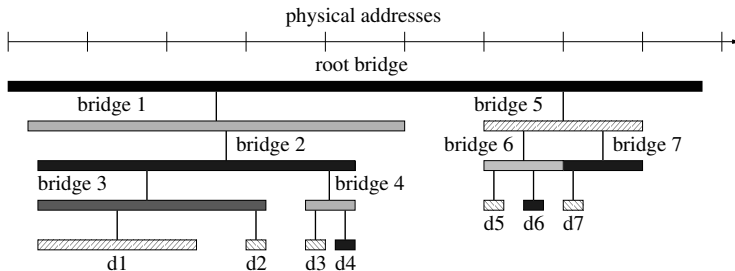 physical addresses
root bridge
bridge 1
bridge 5
bridge 2
bridge 6
bridge 7
bridge 3
bridge 4
d5
d6
d7
d1
d2
d3
d4